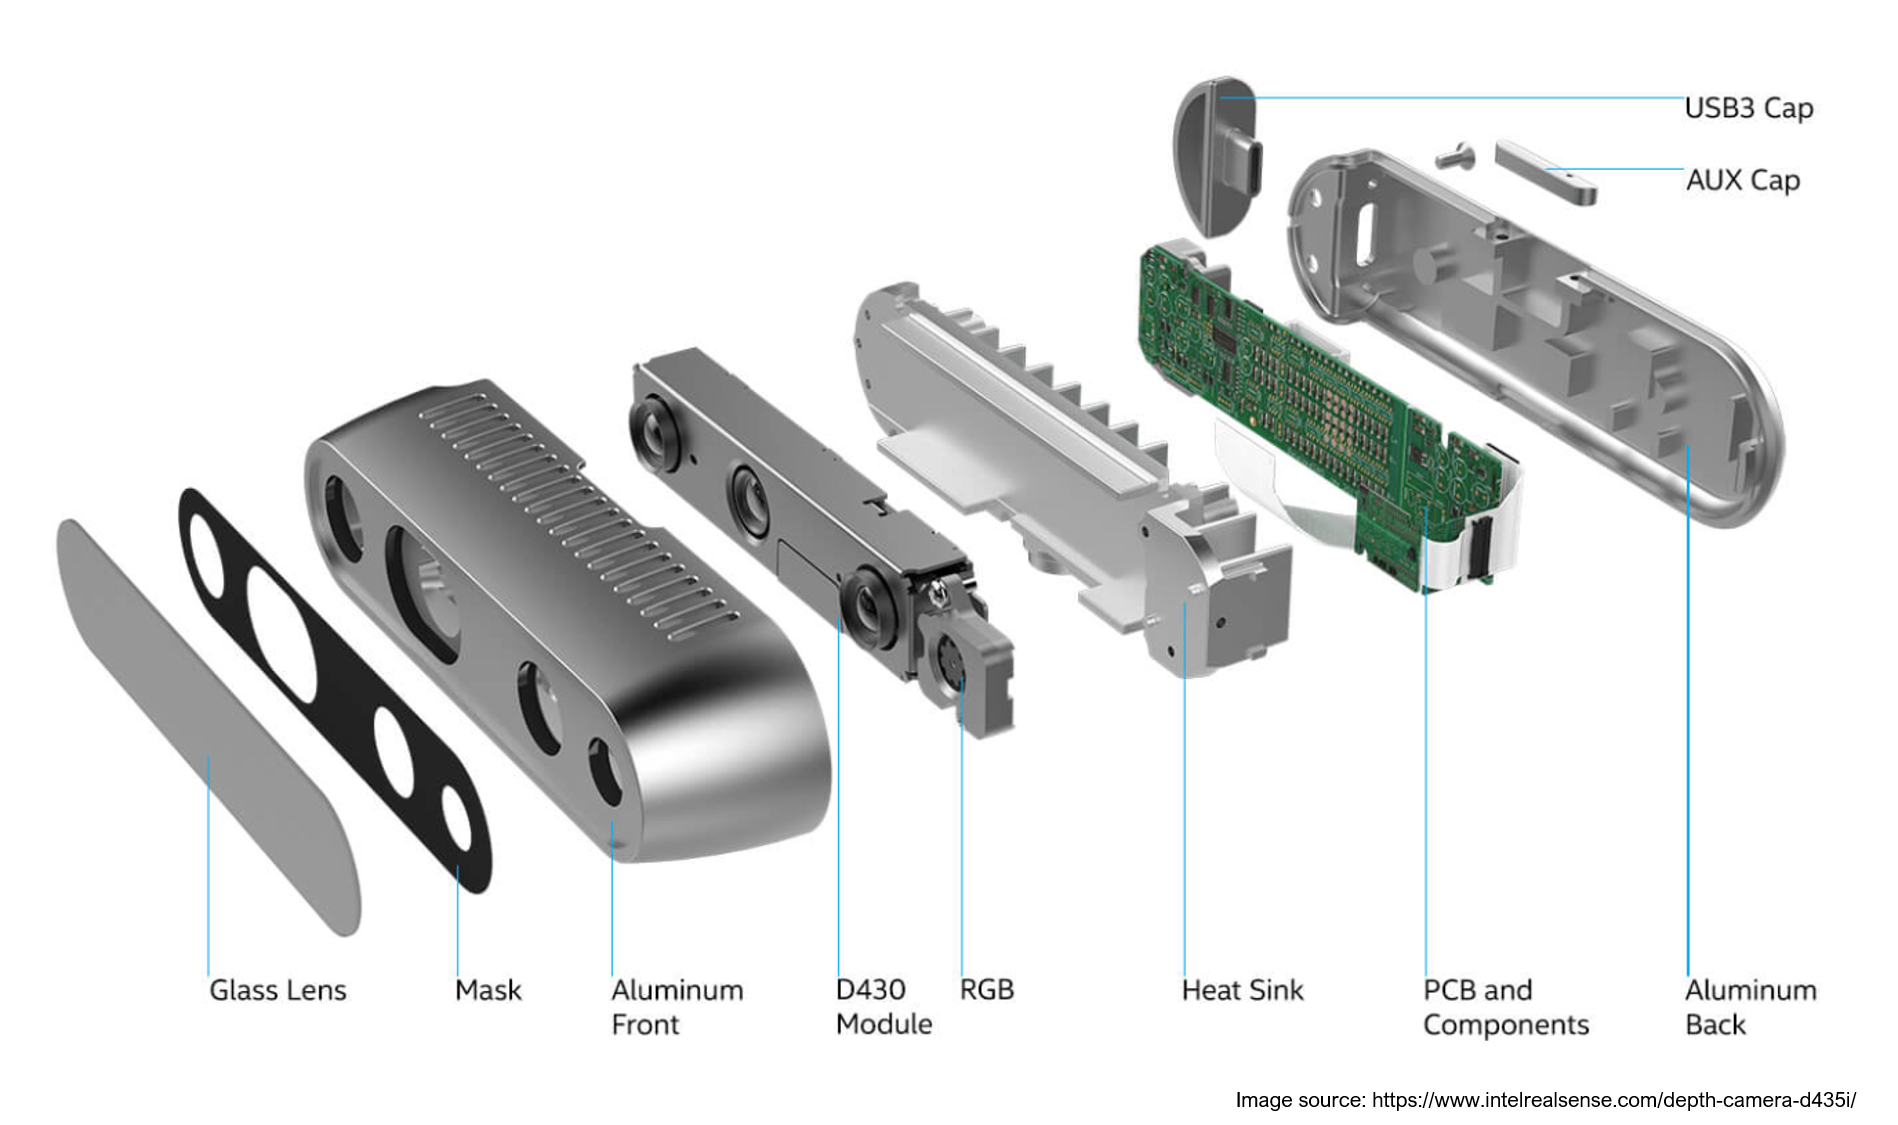 USB3 Cap
AUX Cap
Glass Lens
Mask
Aluminum
Front
D430
Module
RGB
Heat Sink
PCB and
Components
Aluminum
Back
Image source: https://www.intelrealsense.com/depth-camera-d435i/